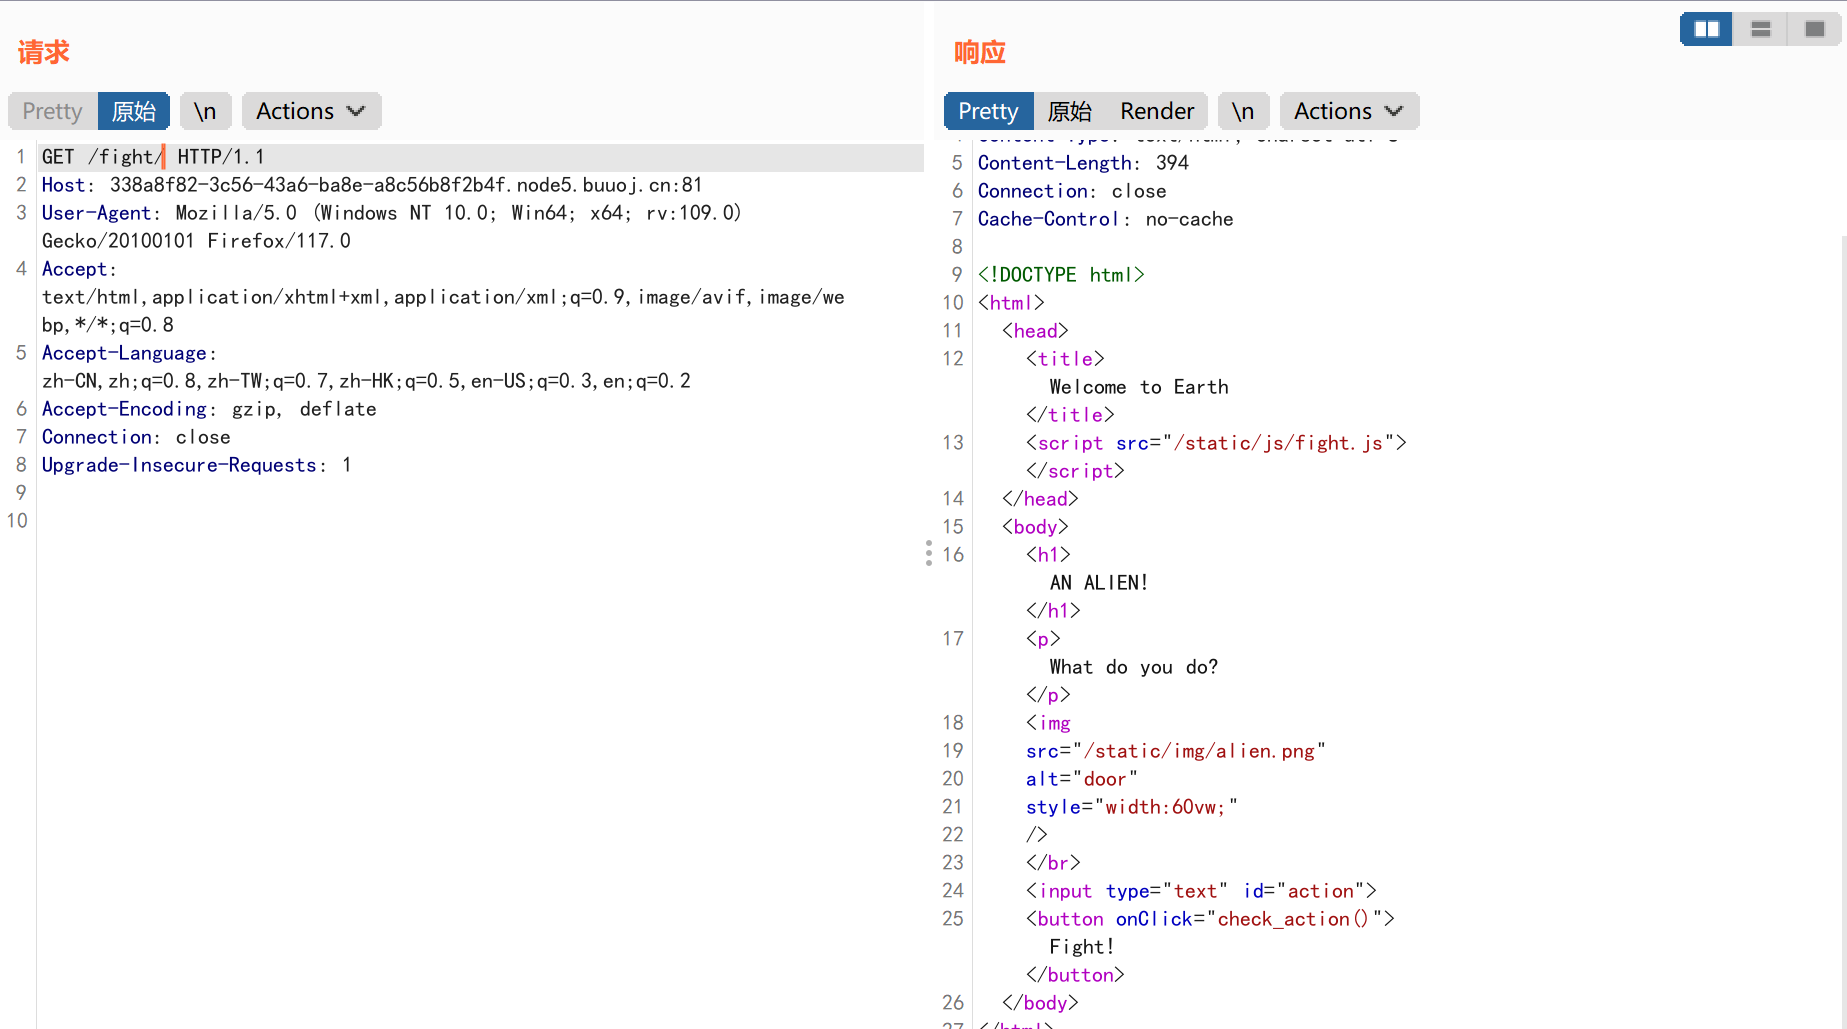 请求
Pretty 原始 \n Actions
1 GET /fight/ HTTP/1.1
2 Host: 338a8f82-3c56-43a6-ba8e-a8c56b8f2b4f.node5.buuoj.cn:81
3 User-Agent: Mozilla/5.0 (Windows NT 10.0; Win64; x64; rv:109.0)
Gecko/20100101 Firefox/117.0
4 Accept:
text/html,application/xhtml+xml,application/xml;q=0.9,image/avif,image/we
bp,*/*;q=0.8
5 Accept-Language:
zh-CN,zh;q=0.8,zh-TW;q=0.7,zh-HK;q=0.5,en-US;q=0.3,en;q=0.2
6 Accept-Encoding: gzip, deflate
7 Connection: close
8 Upgrade-Insecure-Requests: 1
9
10
响应
Pretty 原始 Render \n Actions
5 Content-Length: 394
6 Connection: close
7 Cache-Control: no-cache
8
9 <!DOCTYPE html>
10 <html>
11 <head>
12 <title>
Welcome to Earth
</title>
13 <script src="/static/js/fight.js">
</script>
14 </head>
15 <body>
16 <h1>
AN ALIEN!
</h1>
17 <p>
What do you do?
</p>
18 <img
19 src="/static/img/alien.png"
20 alt="door"
21 style="width:60vw;"
22 />
23 </br>
24 <input type="text" id="action">
25 <button onClick="check_action()">
Fight!
</button>
26 </body>
27 </html>